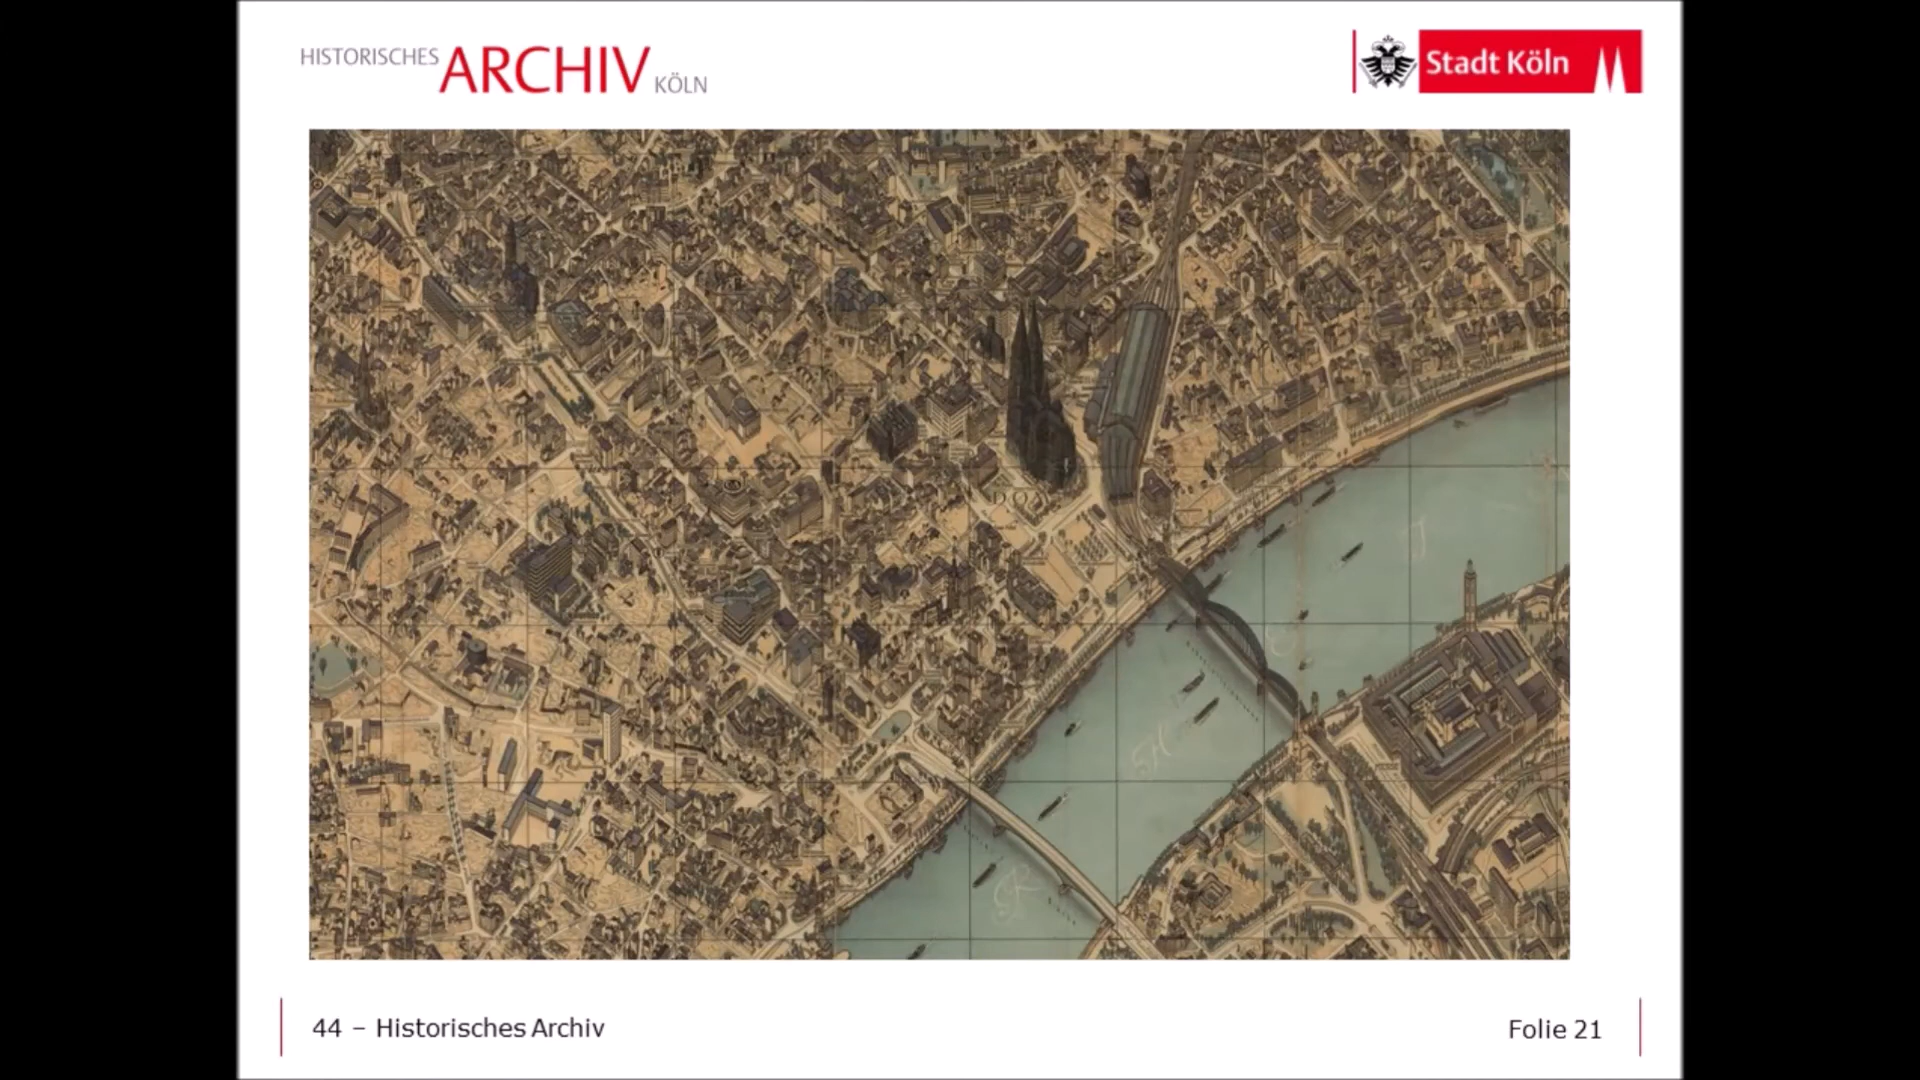 HISTORISCHES ARCHIV KÖLN
Stadt Köln
44 – Historisches Archiv
Folie 21